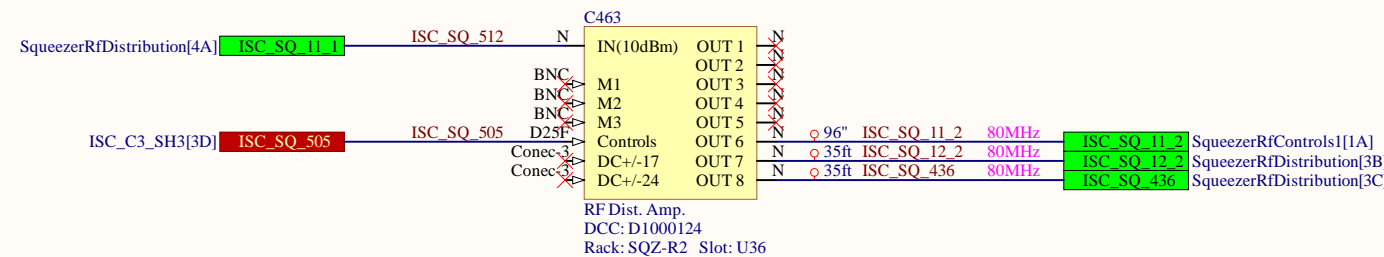 C463
SqueezerRfDistribution[4A] ISC_SQ_11_1 ISC_SQ_512 N IN(10dBm) OUT 1 N
OUT 2 N
BNC M1 OUT 3 N
BNC M2 OUT 4 N
BNC M3 OUT 5 N
ISC_C3_SH3[3D] ISC_SQ_505 ISC_SQ_505 D25F Controls OUT 6 N 96" ISC_SQ_11_2 80MHz ISC_SQ_11_2 SqueezerRfControls1[1A]
Conec-3 DC+/-17 OUT 7 N 35ft ISC_SQ_12_2 80MHz ISC_SQ_12_2 SqueezerRfDistribution[3B
Conec-3 DC+/-24 OUT 8 N 35ft ISC_SQ_436 80MHz ISC_SQ_436 SqueezerRfDistribution[3C
RF Dist. Amp.
DCC: D1000124
Rack: SQZ-R2 Slot: U36